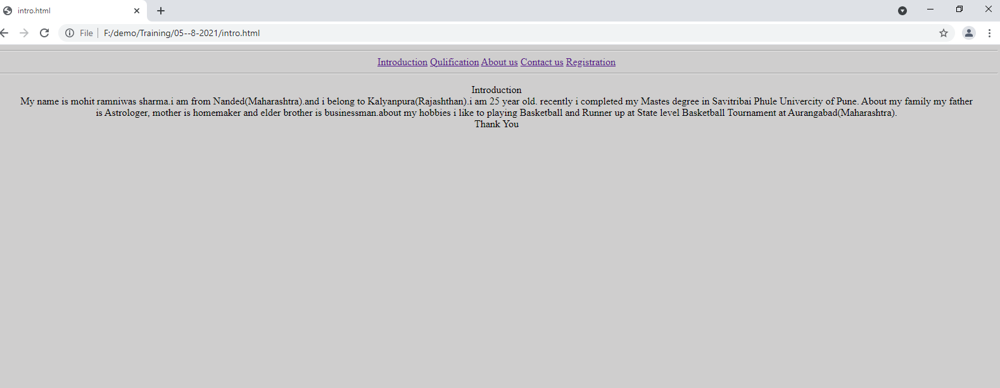 intro.html
File | F:/demo/Training/05--8-2021/intro.html
Introduction Qulification About us Contact us Registration
Introduction
My name is mohit ramniwas sharma.i am from Nanded(Maharashtra).and i belong to Kalyanpura(Rajashthan).i am 25 year old. recently i completed my Mastes degree in Savitribai Phule Univercity of Pune. About my family my father
is Astrologer, mother is homemaker and elder brother is businessman.about my hobbies i like to playing Basketball and Runner up at State level Basketball Tournament at Aurangabad(Maharashtra).
Thank You